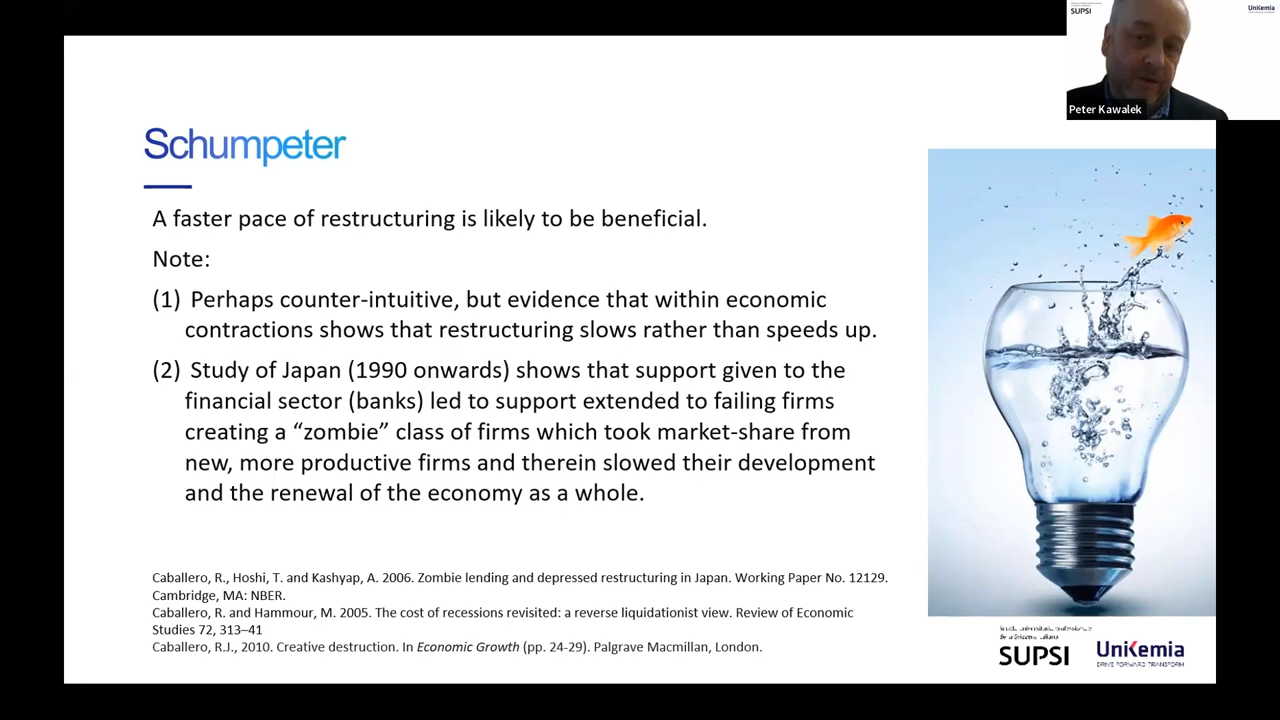 SUPSI
UniKemia
Peter Kawalek
Schumpeter
A faster pace of restructuring is likely to be beneficial.
Note:
(1) Perhaps counter-intuitive, but evidence that within economic
contractions shows that restructuring slows rather than speeds up.
(2) Study of Japan (1990 onwards) shows that support given to the
financial sector (banks) led to support extended to failing firms
creating a “zombie” class of firms which took market-share from
new, more productive firms and therein slowed their development
and the renewal of the economy as a whole.
Caballero, R., Hoshi, T. and Kashyap, A. 2006. Zombie lending and depressed restructuring in Japan. Working Paper No. 12129.
Cambridge, MA: NBER.
Caballero, R. and Hammour, M. 2005. The cost of recessions revisited: a reverse liquidationist view. Review of Economic
Studies 72, 313–41
Caballero, R.J., 2010. Creative destruction. In Economic Growth (pp. 24-29). Palgrave Macmillan, London.
SUPSI
UniKemia
DRIVE FORWARD TRANSFORM